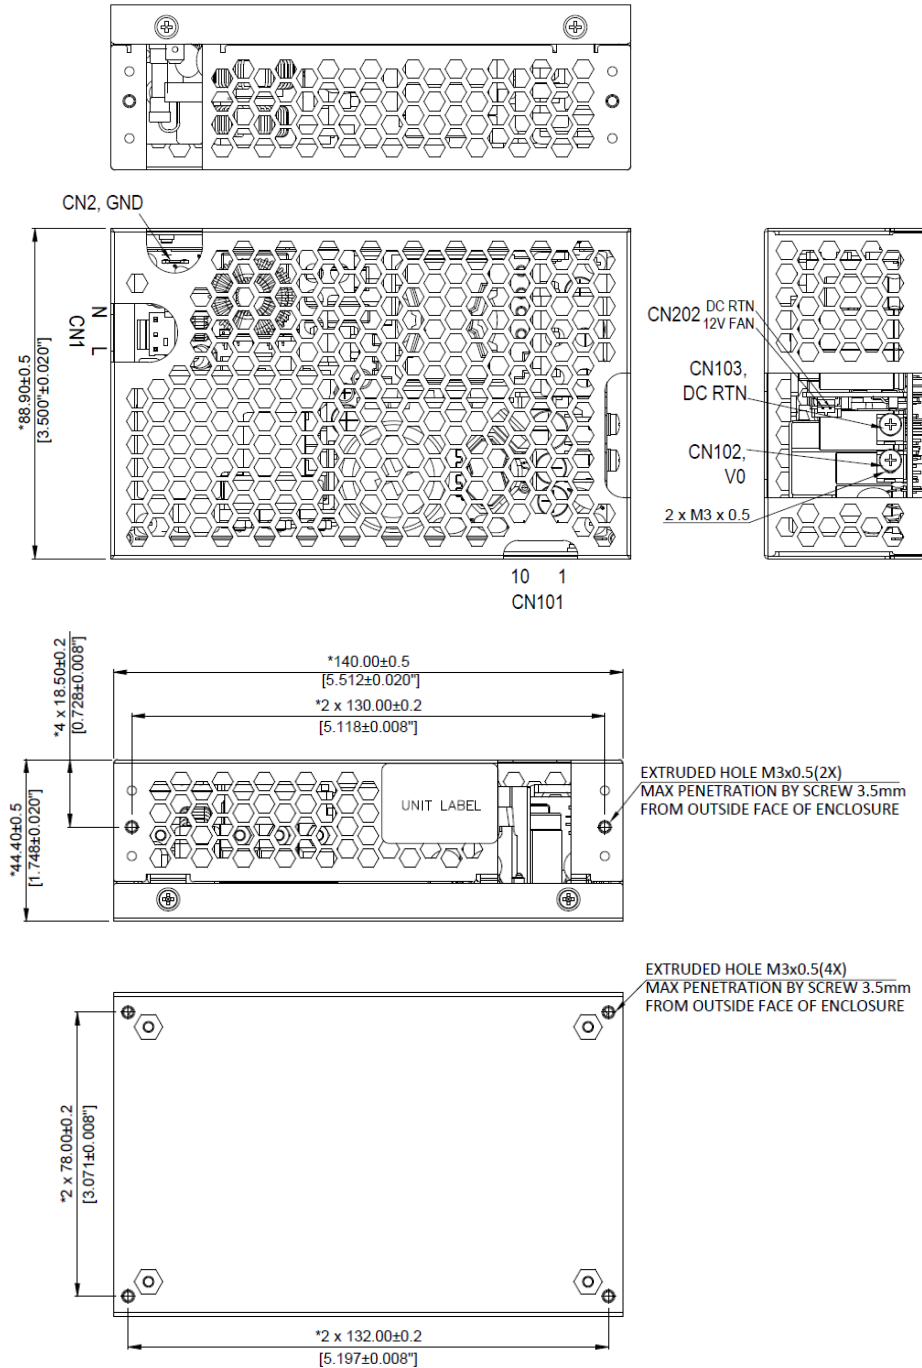 CN2, GND
N
CN1
L
*88.90±0.5
[3.500"±0.020"]
CN202 DC RTN
12V FAN
CN103,
DC RTN
CN102,
V0
2 x M3 x 0.5
10 1
CN101
*4 x 18.50±0.2
[0.728±0.008"]
*140.00±0.5
[5.512±0.020"]
*2 x 130.00±0.2
[5.118±0.008"]
*44.40±0.5
[1.748±0.020"]
UNIT LABEL
EXTRUDED HOLE M3x0.5(2X)
MAX PENETRATION BY SCREW 3.5mm
FROM OUTSIDE FACE OF ENCLOSURE
EXTRUDED HOLE M3x0.5(4X)
MAX PENETRATION BY SCREW 3.5mm
FROM OUTSIDE FACE OF ENCLOSURE
*2 x 78.00±0.2
[3.071±0.008"]
*2 x 132.00±0.2
[5.197±0.008"]